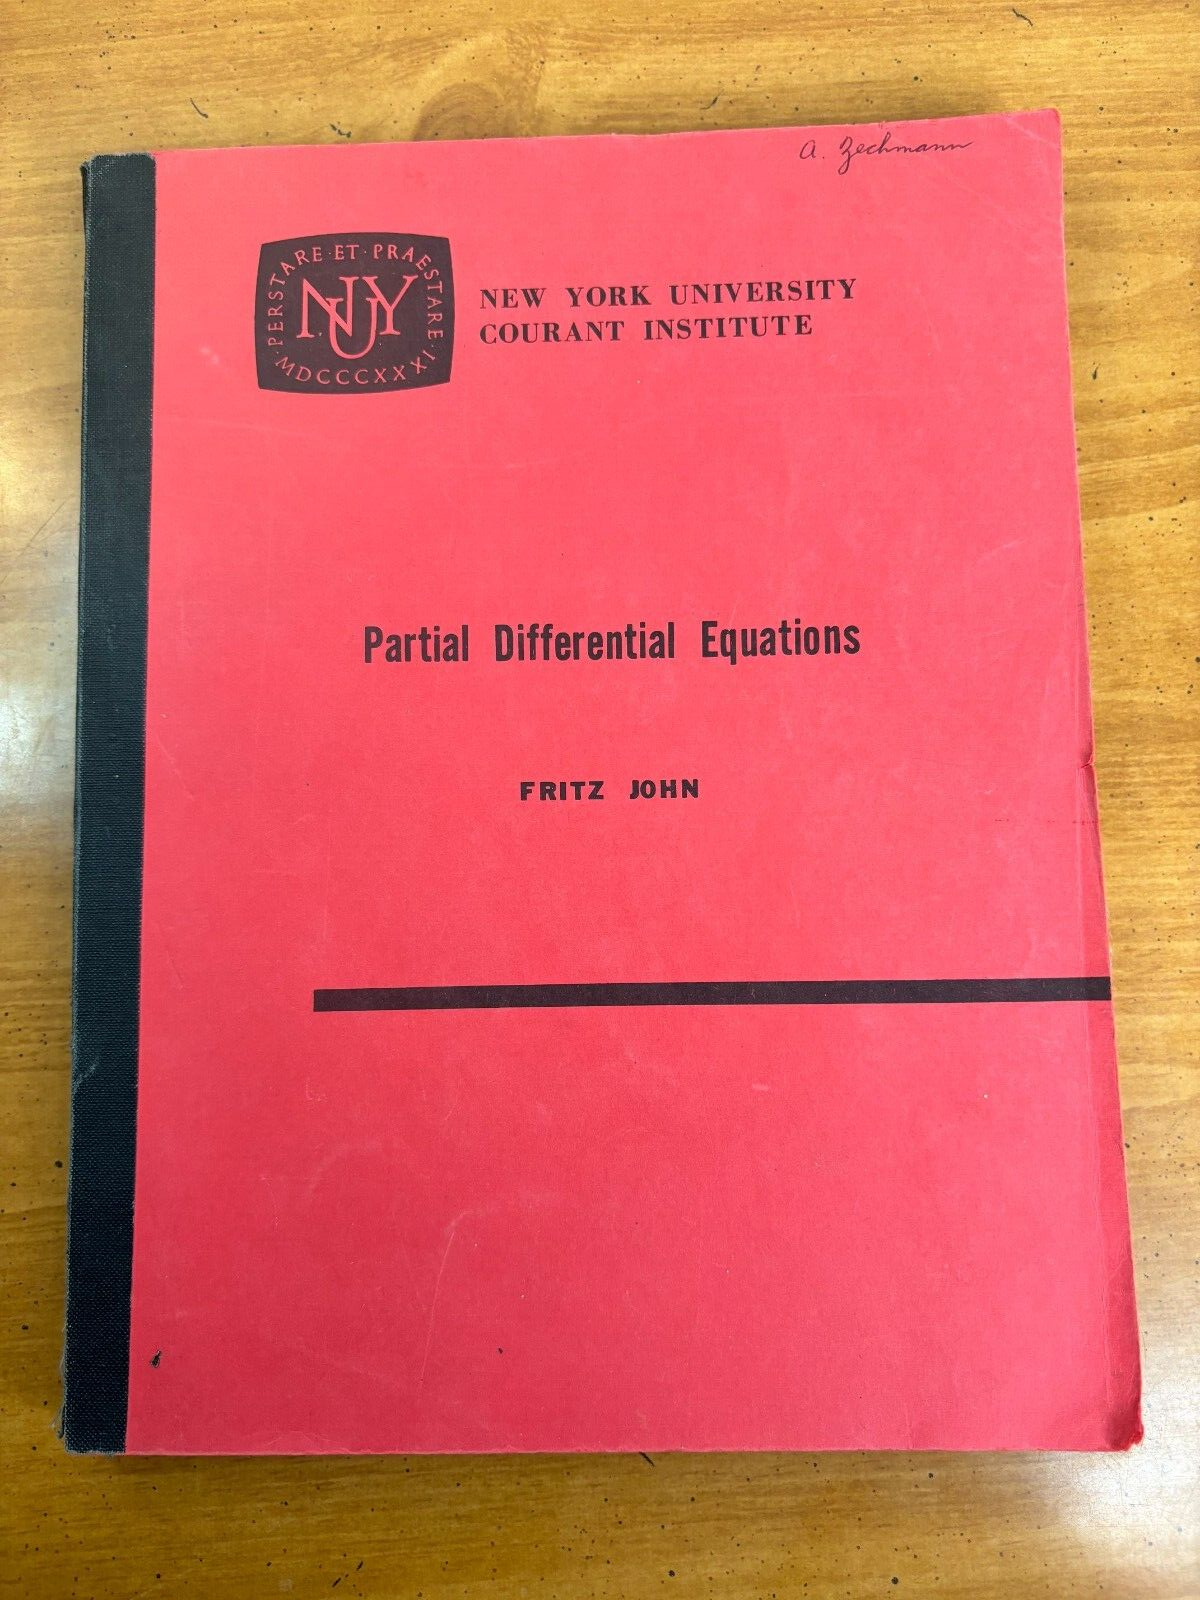 A. Zechmann
PERSTARE·ET·PRAESTARE·
MDCCCXXXI·
NYU
NEW YORK UNIVERSITY
COURANT INSTITUTE
Partial Differential Equations
FRITZ JOHN